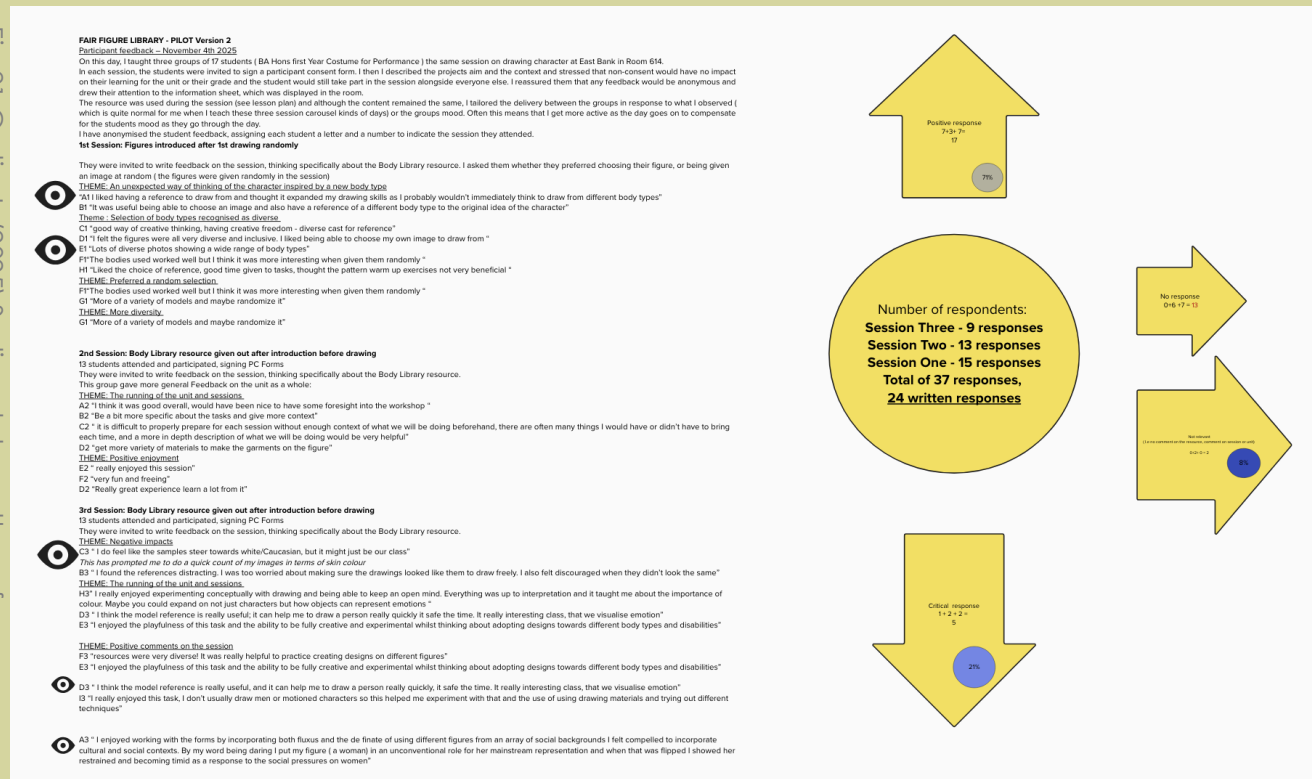 FAIR FIGURE LIBRARY - PILOT Version 2
Participant feedback – November 4th 2025
On this day, I taught three groups of 17 students ( BA Hons first Year Costume for Performance ) the same session on drawing character at East Bank in Room 614.
In each session, the students were invited to sign a participant consent form. I then I described the projects aim and the context and stressed that non-consent would have no impact
on their learning for the unit or their grade and the student would still take part in the session alongside everyone else. I reassured them that any feedback would be anonymous and
drew their attention to the information sheet, which was displayed in the room.
The resource was used during the session (see lesson plan) and although the content remained the same, I tailored the delivery between the groups in response to what I observed (
which is quite normal for me when I teach these three session carousel kinds of days) or the groups mood. Often this means that I get more active as the day goes on to compensate
for the students mood as they go through the day.
I have anonymised the student feedback, assigning each student a letter and a number to indicate the session they attended.
1st Session: Figures introduced after 1st drawing randomly
They were invited to write feedback on the session, thinking specifically about the Body Library resource. I asked them whether they preferred choosing their figure, or being given
an image at random ( the figures were given randomly in the session)
THEME: An unexpected way of thinking of the character inspired by a new body type
"A1 I liked having a reference to draw from and thought it expanded my drawing skills as I probably wouldn't immediately think to draw from different body types"
B1 "It was useful being able to choose an image and also have a reference of a different body type to the original idea of the character"
Theme : Selection of body types recognised as diverse
C1 "good way of creative thinking, having creative freedom - diverse cast for reference"
D1 "I felt the figures were all very diverse and inclusive. I liked being able to choose my own image to draw from "
E1 "Lots of diverse photos showing a wide range of body types"
F1"The bodies used worked well but I think it was more interesting when given them randomly "
H1 "Liked the choice of reference, good time given to tasks, thought the pattern warm up exercises not very beneficial "
THEME: Preferred a random selection
F1"The bodies used worked well but I think it was more interesting when given them randomly "
G1 "More of a variety of models and maybe randomize it"
THEME: More diversity
G1 "More of a variety of models and maybe randomize it"
2nd Session: Body Library resource given out after introduction before drawing
13 students attended and participated, signing PC Forms
They were invited to write feedback on the session, thinking specifically about the Body Library resource.
This group gave more general Feedback on the unit as a whole:
THEME: The running of the unit and sessions
A2 "I think it was good overall, would have been nice to have some foresight into the workshop "
B2 "Be a bit more specific about the tasks and give more context"
C2 " it is difficult to properly prepare for each session without enough context of what we will be doing beforehand, there are often many things I would have or didn't have to bring
each time, and a more in depth description of what we will be doing would be very helpful"
D2 "get more variety of materials to make the garments on the figure"
THEME: Positive enjoyment
E2 " really enjoyed this session"
F2 "very fun and freeing"
D2 "Really great experience learn a lot from it"
3rd Session: Body Library resource given out after introduction before drawing
13 students attended and participated, signing PC Forms
They were invited to write feedback on the session, thinking specifically about the Body Library resource.
THEME: Negative impacts
C3 " I do feel like the samples steer towards white/Caucasian, but it might just be our class"
This has prompted me to do a quick count of my images in terms of skin colour
B3 " I found the references distracting. I was too worried about making sure the drawings looked like them to draw freely. I also felt discouraged when they didn't look the same"
THEME: The running of the unit and sessions
H3" I really enjoyed experimenting conceptually with drawing and being able to keep an open mind. Everything was up to interpretation and it taught me about the importance of
colour. Maybe you could expand on not just characters but how objects can represent emotions "
D3 " I think the model reference is really useful; it can help me to draw a person really quickly it safe the time. It really interesting class, that we visualise emotion"
E3 "I enjoyed the playfulness of this task and the ability to be fully creative and experimental whilst thinking about adopting designs towards different body types and disabilities"
THEME: Positive comments on the session
F3 "resources were very diverse! It was really helpful to practice creating designs on different figures"
E3 "I enjoyed the playfulness of this task and the ability to be fully creative and experimental whilst thinking about adopting designs towards different body types and disabilities"
D3 " I think the model reference is really useful, and it can help me to draw a person really quickly, it safe the time. It really interesting class, that we visualise emotion"
I3 "I really enjoyed this task, I don't usually draw men or motioned characters so this helped me experiment with that and the use of using drawing materials and trying out different
techniques"
A3 " I enjoyed working with the forms by incorporating both fluxus and the de finate of using different figures from an array of social backgrounds I felt compelled to incorporate
cultural and social contexts. By my word being daring I put my figure ( a woman) in an unconventional role for her mainstream representation and when that was flipped I showed her
restrained and becoming timid as a response to the social pressures on women"
Positive response
7+3+ 7=
17
71%
Number of respondents:
Session Three - 9 responses
Session Two - 13 responses
Session One - 15 responses
Total of 37 responses,
24 written responses
No response
0+6 +7 = 13
Not relevant
( I.e no comment on the resource, comment on session or unit)
0+2+ 0 = 2
8%
Critical response
1 + 2 + 2 =
5
21%